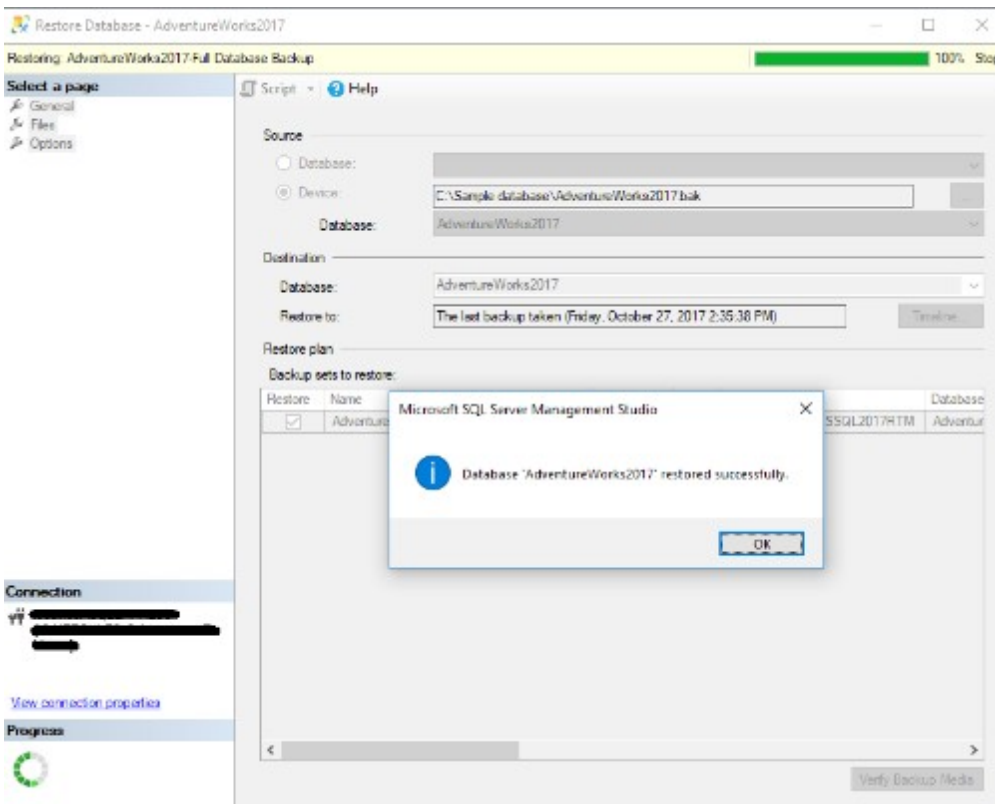 Restore Database - AdventureWorks2017
Restoring: AdventureWorks2017-Full Database Backup 100% Stop
Select a page
General
Files
Options
Script Help
Source
Database:
Device: C:\Sample database\AdventureWorks2017.bak ...
Database: AdventureWorks2017
Destination
Database: AdventureWorks2017
Restore to: The last backup taken (Friday, October 27, 2017 2:35:38 PM) Timeline...
Restore plan
Backup sets to restore:
Restore Name Database
Adventure SSQL2017RTM Adventur
Microsoft SQL Server Management Studio
Database 'AdventureWorks2017' restored successfully.
OK
Connection
View connection properties
Progress
Verify Backup Media